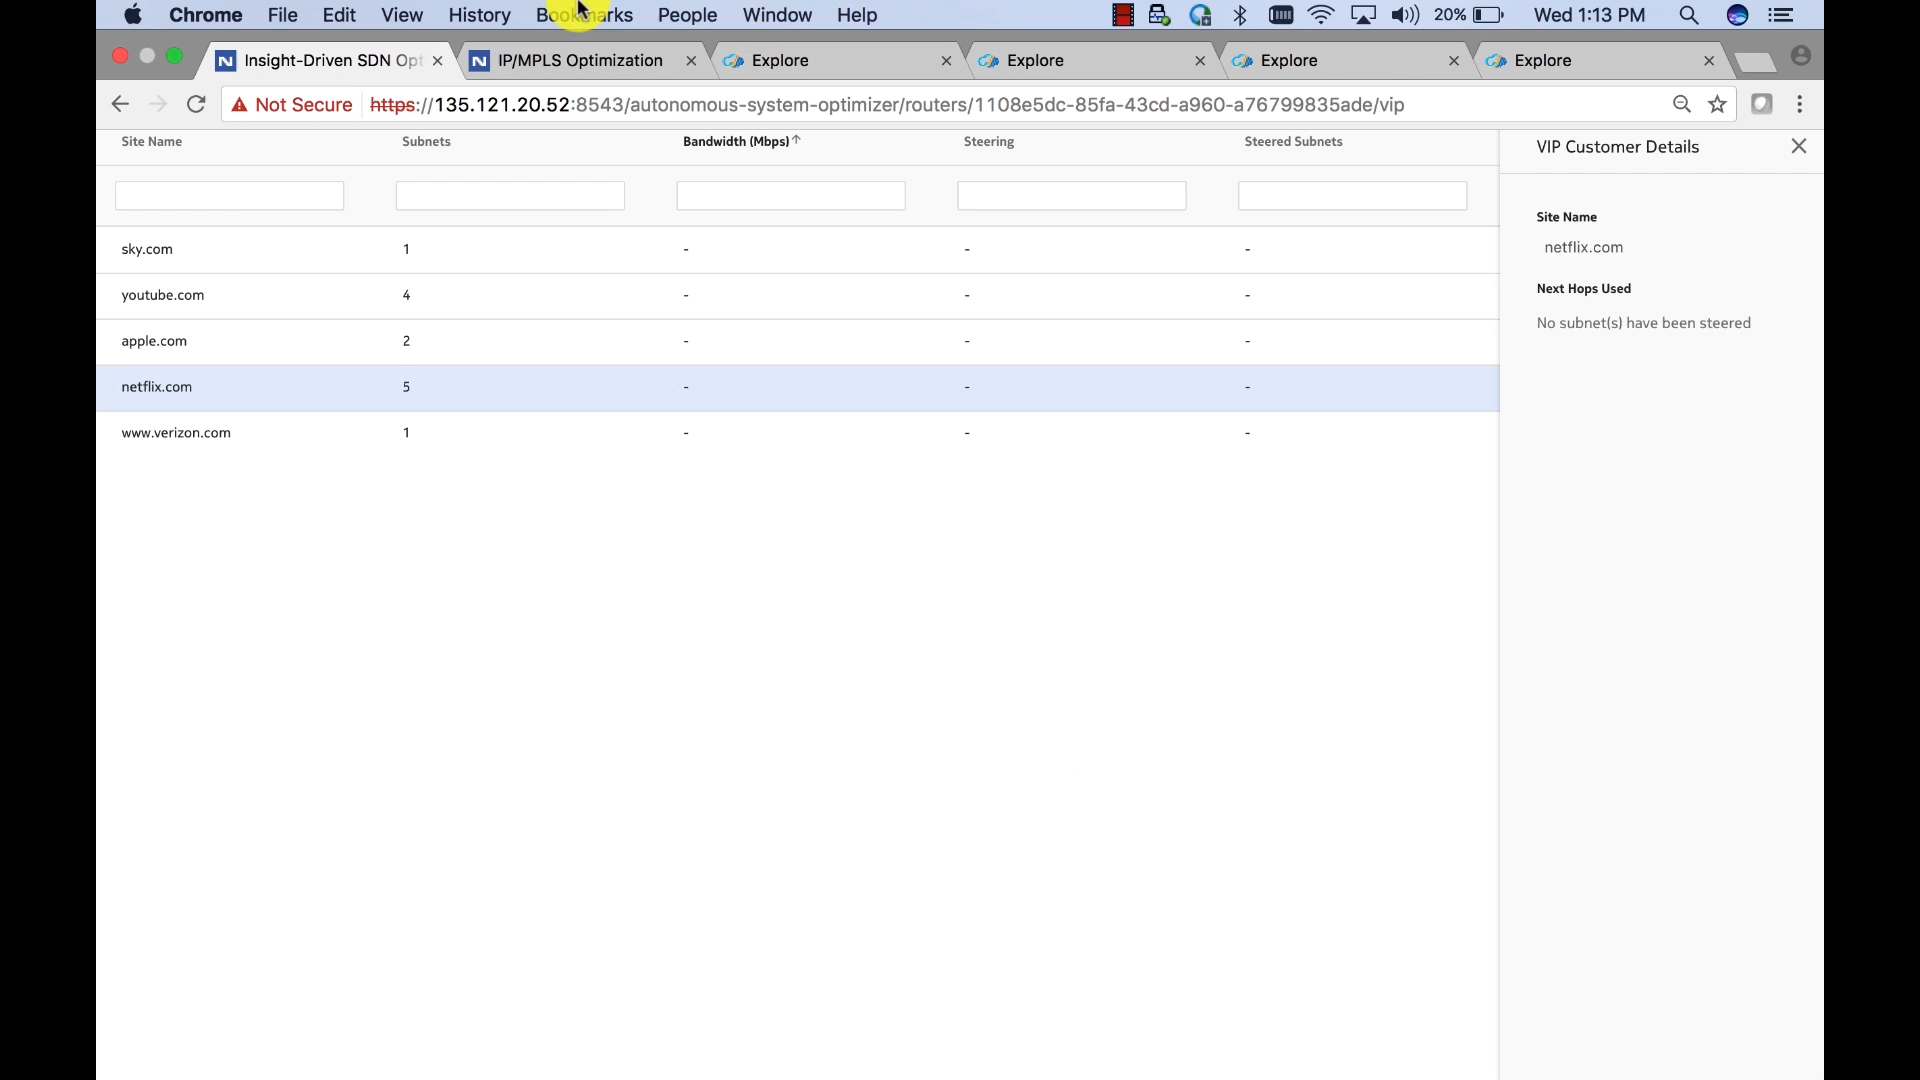 Chrome File Edit View History Bookmarks People Window Help 20% Wed 1:13 PM
Insight-Driven SDN Opt IP/MPLS Optimization Explore Explore Explore Explore
Not Secure https://135.121.20.52:8543/autonomous-system-optimizer/routers/1108e5dc-85fa-43cd-a960-a76799835ade/vip
Site Name Subnets Bandwidth (Mbps) Steering Steered Subnets
sky.com 1 - - -
youtube.com 4 - - -
apple.com 2 - - -
netflix.com 5 - - -
www.verizon.com 1 - - -
VIP Customer Details
Site Name
netflix.com
Next Hops Used
No subnet(s) have been steered